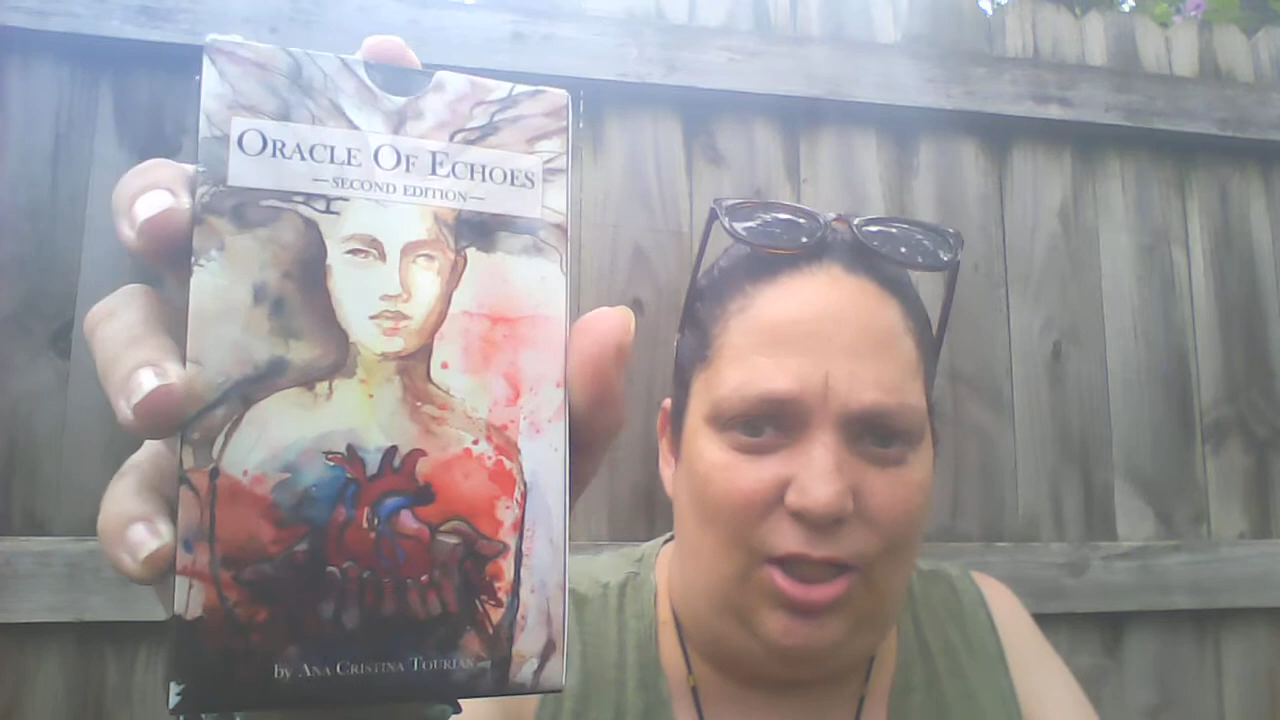 ORACLE OF ECHOES
—SECOND EDITION—
by ANA CRISTINA TOURIAN